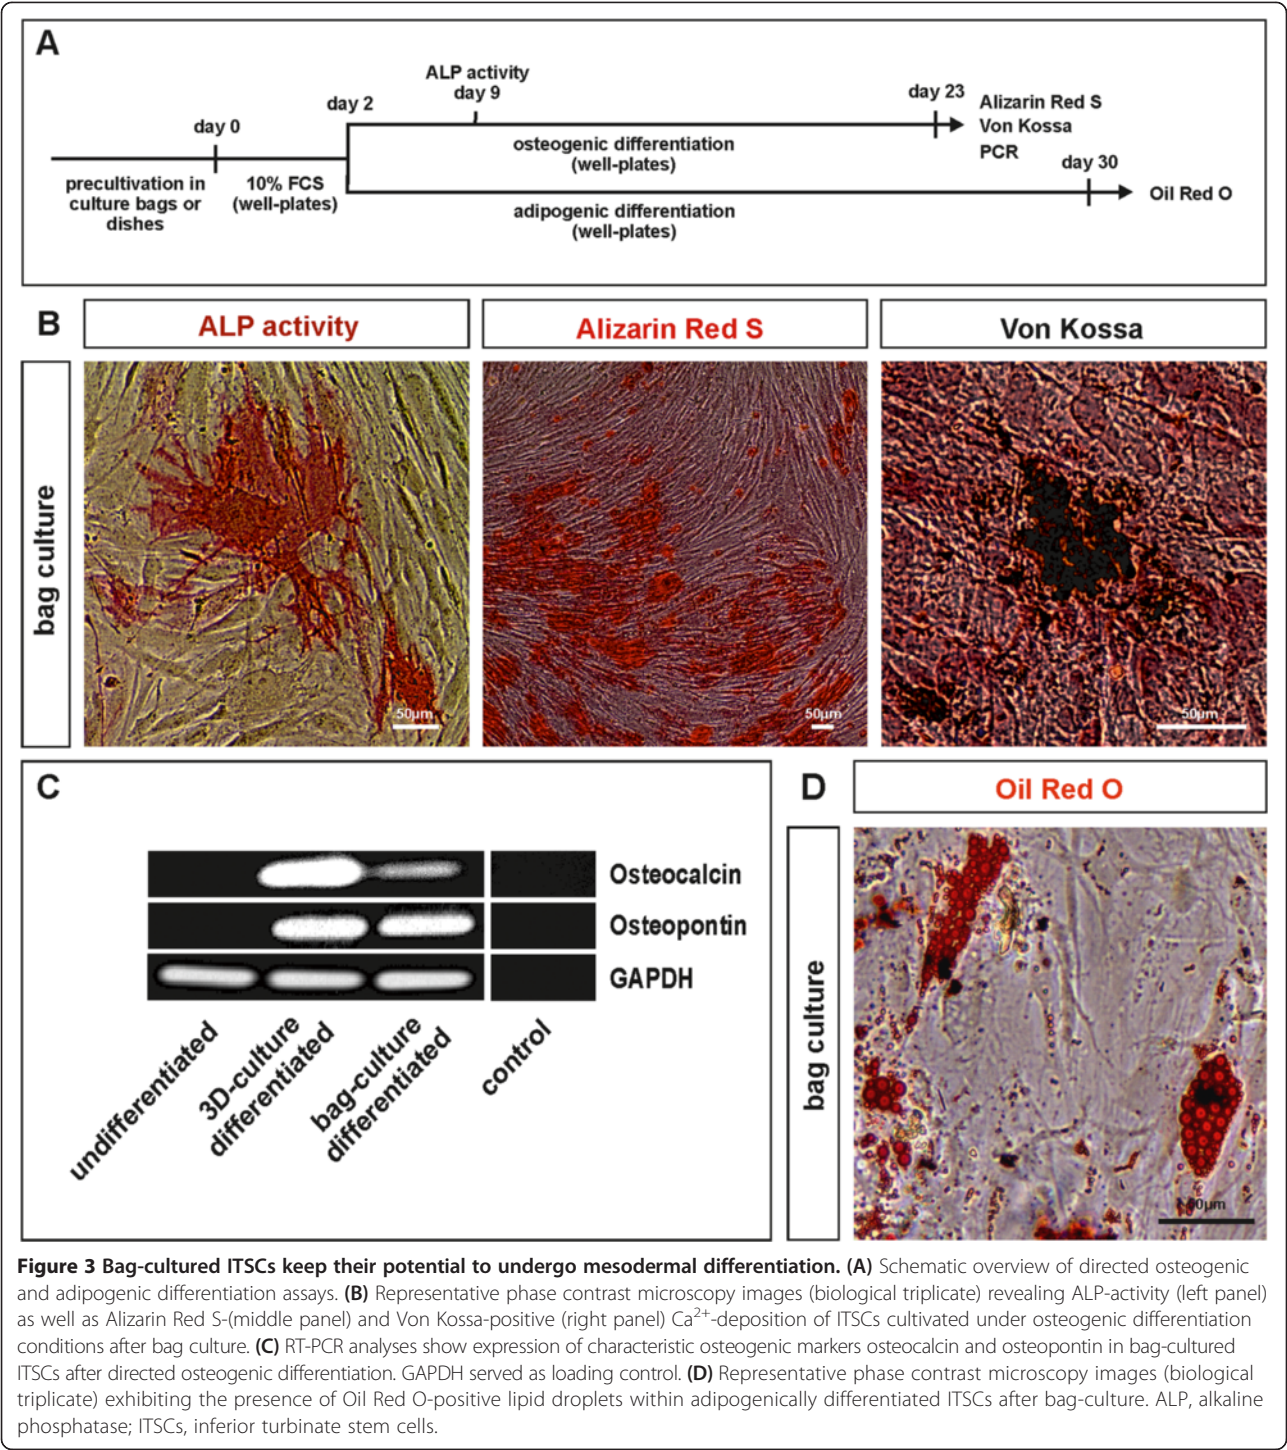 A
ALP activity
day 9
day 2
day 23
day 0
Alizarin Red S
Von Kossa
PCR
osteogenic differentiation
(well-plates)
day 30
precultivation in
culture bags or
dishes
10% FCS
(well-plates)
Oil Red O
adipogenic differentiation
(well-plates)
B
ALP activity
Alizarin Red S
Von Kossa
bag culture
50µm
50µm
50µm
C
Osteocalcin
Osteopontin
GAPDH
undifferentiated
3D-culture
differentiated
bag-culture
differentiated
control
D
Oil Red O
bag culture
Figure 3 Bag-cultured ITSCs keep their potential to undergo mesodermal differentiation. (A) Schematic overview of directed osteogenic
and adipogenic differentiation assays. (B) Representative phase contrast microscopy images (biological triplicate) revealing ALP-activity (left panel)
as well as Alizarin Red S-(middle panel) and Von Kossa-positive (right panel) Ca²⁺-deposition of ITSCs cultivated under osteogenic differentiation
conditions after bag culture. (C) RT-PCR analyses show expression of characteristic osteogenic markers osteocalcin and osteopontin in bag-cultured
ITSCs after directed osteogenic differentiation. GAPDH served as loading control. (D) Representative phase contrast microscopy images (biological
triplicate) exhibiting the presence of Oil Red O-positive lipid droplets within adipogenically differentiated ITSCs after bag-culture. ALP, alkaline
phosphatase; ITSCs, inferior turbinate stem cells.